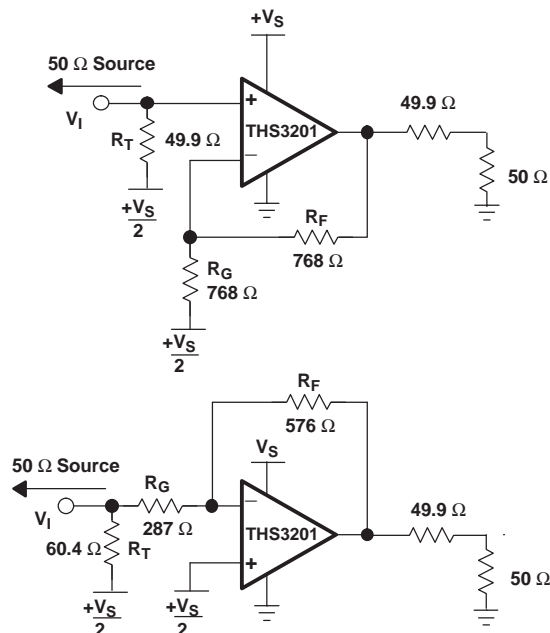 +VS
50 Ω Source
VI
+
THS3201
−
RT
49.9 Ω
49.9 Ω
50 Ω
+VS
2
RF
768 Ω
RG
768 Ω
+VS
2
RF
576 Ω
50 Ω Source
VS
RG
287 Ω
VI
−
THS3201
+
49.9 Ω
60.4 Ω
RT
50 Ω
+VS
2
+VS
2